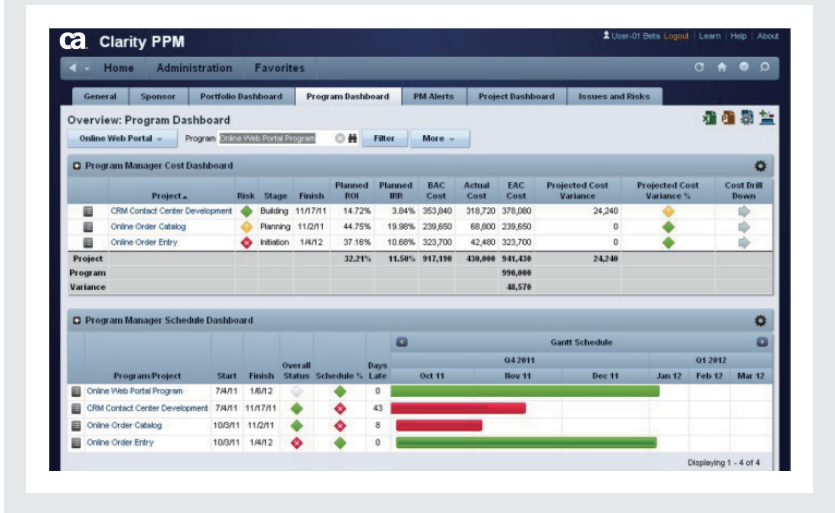 ca Clarity PPM
User-01 Beta Logout Learn Help About
Home Administration Favorites
General Sponsor Portfolio Dashboard Program Dashboard PM Alerts Project Dashboard Issues and Risks
Overview: Program Dashboard
Online Web Portal Program Online Web Portal Program Filter More
Program Manager Cost Dashboard
Project Risk Stage Finish Planned ROI Planned IRR BAC Cost Actual Cost EAC Cost Projected Cost Variance Projected Cost Variance % Cost Drill Down
CRM Contact Center Development Building 11/17/11 14.72% 3.84% 353,840 318,720 378,080 24,240
Online Order Catalog Planning 11/2/11 44.75% 19.98% 239,650 68,800 239,650 0
Online Order Entry Initiation 1/4/12 37.16% 10.68% 323,700 42,480 323,700 0
Project 32.21% 11.50% 917,190 430,000 941,430 24,240
Program 990,000
Variance 48,570
Program Manager Schedule Dashboard
Gantt Schedule
Q4 2011 Q1 2012
Program/Project Start Finish Overall Status Schedule % Days Late Oct 11 Nov 11 Dec 11 Jan 12 Feb 12 Mar 12
Online Web Portal Program 7/4/11 1/6/12 0
CRM Contact Center Development 7/4/11 11/17/11 43
Online Order Catalog 10/3/11 11/2/11 8
Online Order Entry 10/3/11 1/4/12 0
Displaying 1 - 4 of 4